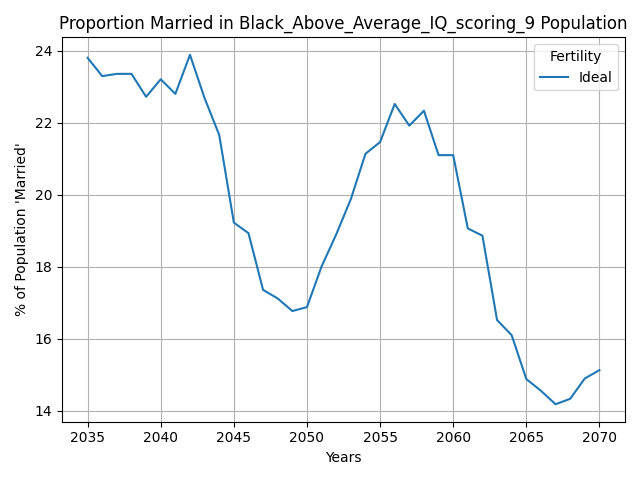 Proportion Married in Black_Above_Average_IQ_scoring_9 Population
Fertility
Ideal
24
22
20
18
16
14
% of Population 'Married'
2035 2040 2045 2050 2055 2060 2065 2070
Years